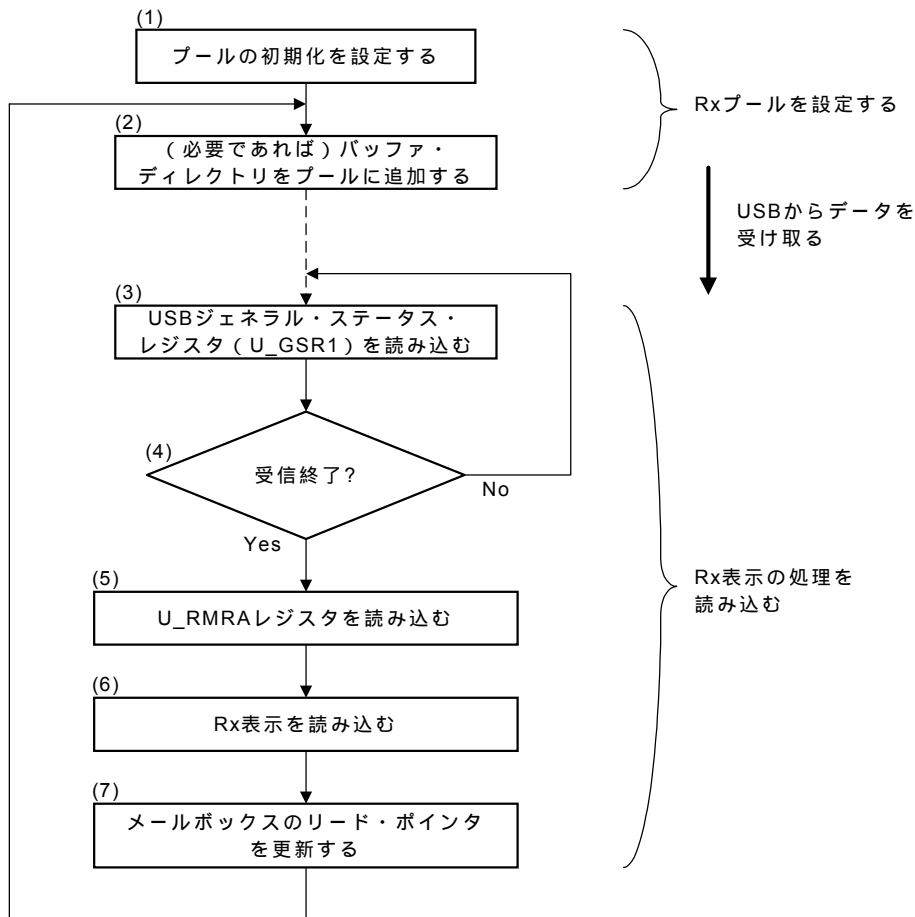 (1)
プールの初期化を設定する
Rxプールを設定する
(2)
（必要であれば）バッファ・
ディレクトリをプールに追加する
USBからデータを
受け取る
(3)
USBジェネラル・ステータス・
レジスタ（U_GSR1）を読み込む
(4)
受信終了?
No
Yes
(5)
U_RMRAレジスタを読み込む
Rx表示の処理を
読み込む
(6)
Rx表示を読み込む
(7)
メールボックスのリード・ポインタ
を更新する